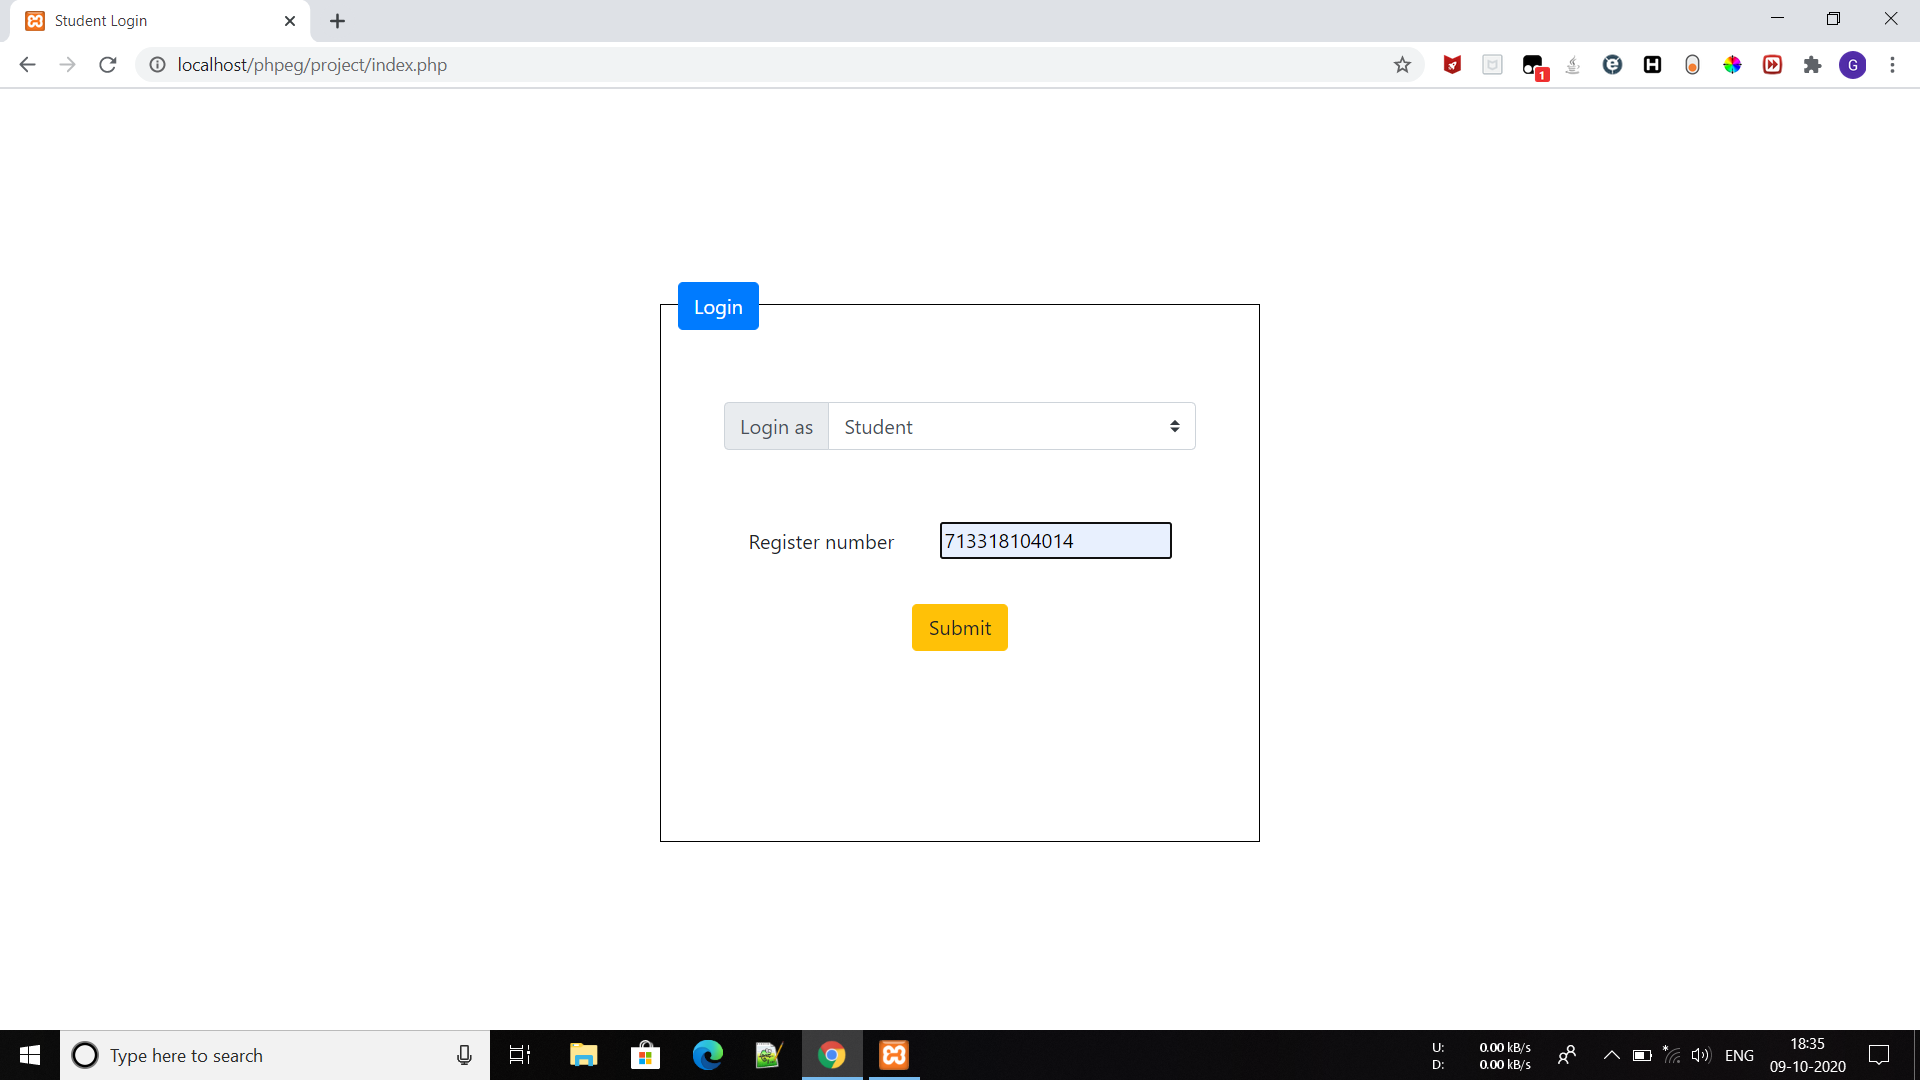 Student Login
localhost/phpeg/project/index.php
1
G
Login
Login as
Student
Register number
713318104014
Submit
Type here to search
U: 0.00 kB/s
D: 0.00 kB/s
ENG
18:35
09-10-2020